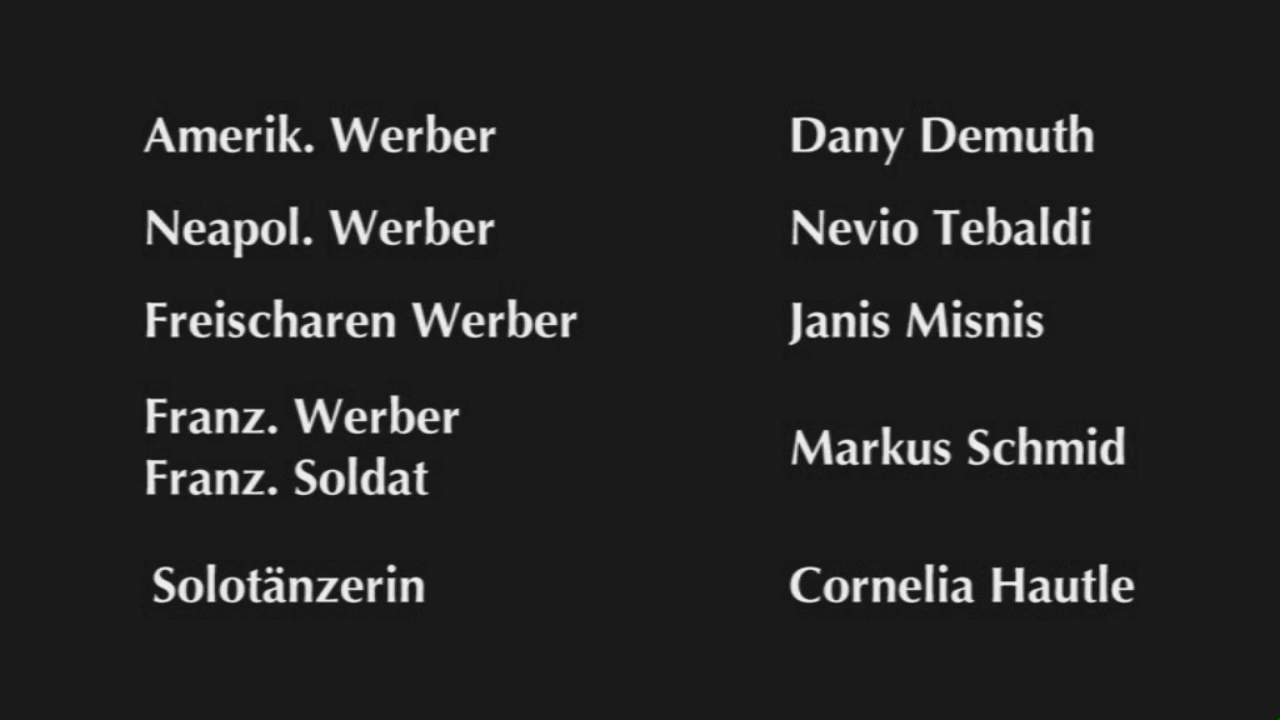 Amerik. Werber Dany Demuth
Neapol. Werber Nevio Tebaldi
Freischaren Werber Janis Misnis
Franz. Werber
Franz. Soldat Markus Schmid
Solotänzerin Cornelia Hautle